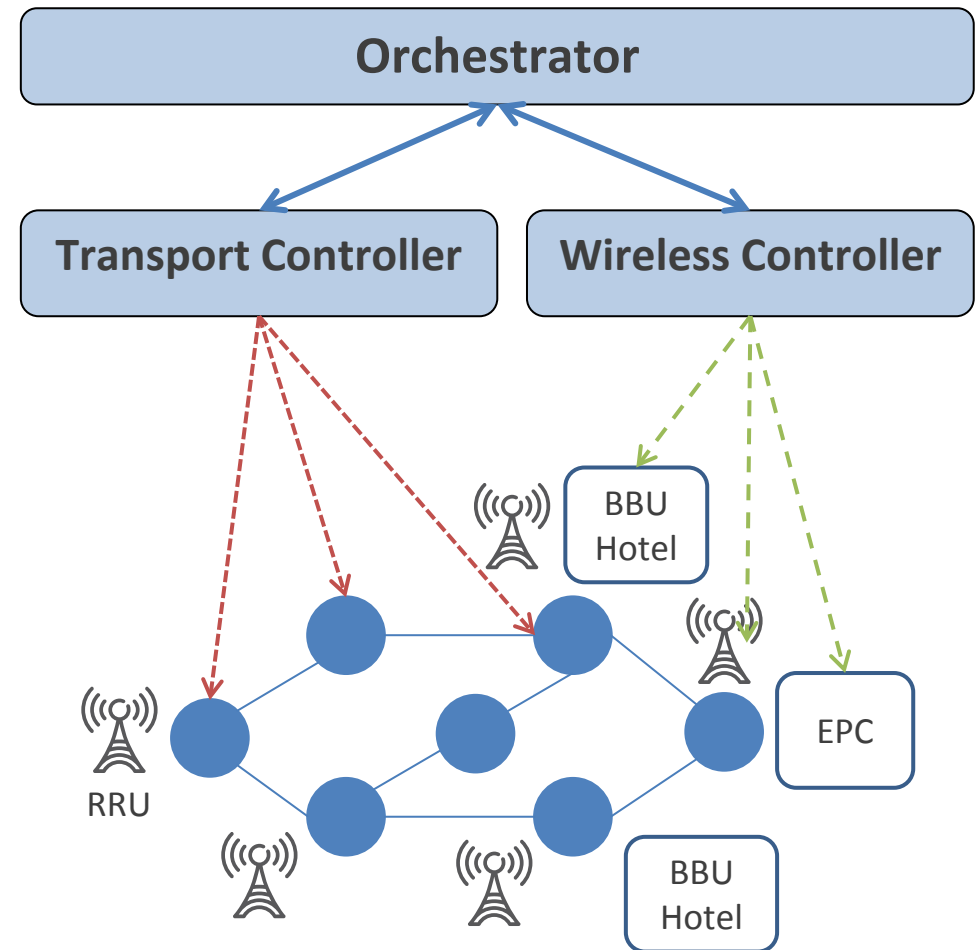 Orchestrator
Transport Controller
Wireless Controller
BBU
Hotel
EPC
RRU
BBU
Hotel